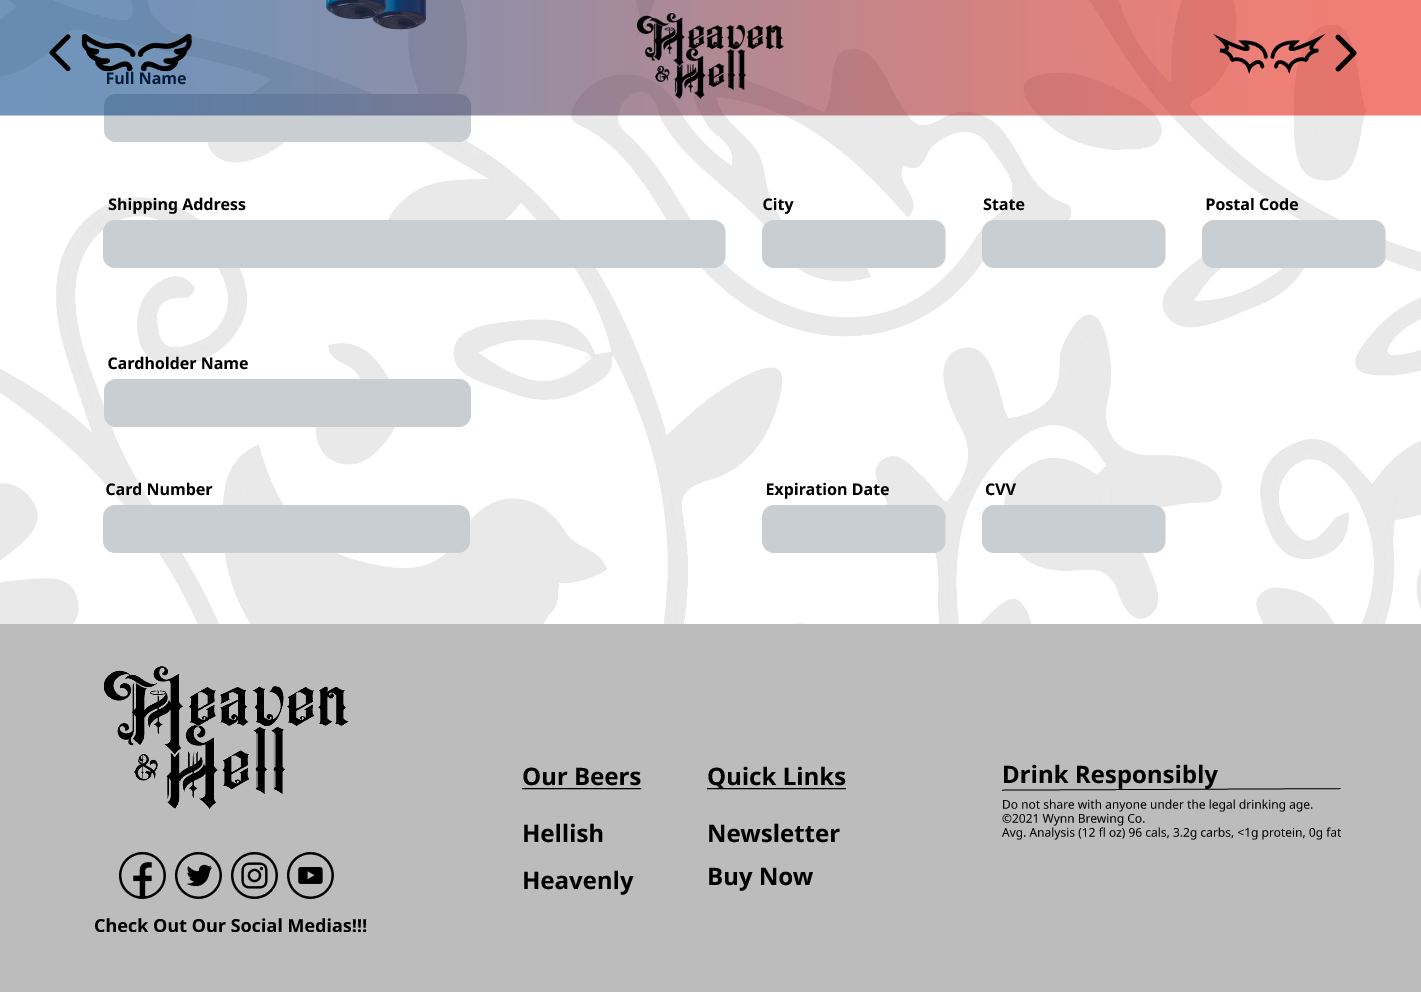 Heaven
& Hell
Full Name
Shipping Address
City
State
Postal Code
Cardholder Name
Card Number
Expiration Date
CVV
Heaven
& Hell
Check Out Our Social Medias!!!
Our Beers
Hellish
Heavenly
Quick Links
Newsletter
Buy Now
Drink Responsibly
Do not share with anyone under the legal drinking age.
©2021 Wynn Brewing Co.
Avg. Analysis (12 fl oz) 96 cals, 3.2g carbs, <1g protein, 0g fat